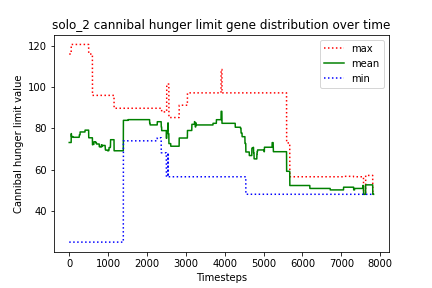 solo_2 cannibal hunger limit gene distribution over time
max
mean
min
Cannibal hunger limit value
120
100
80
60
40
0
1000
2000
3000
4000
5000
6000
7000
8000
Timesteps